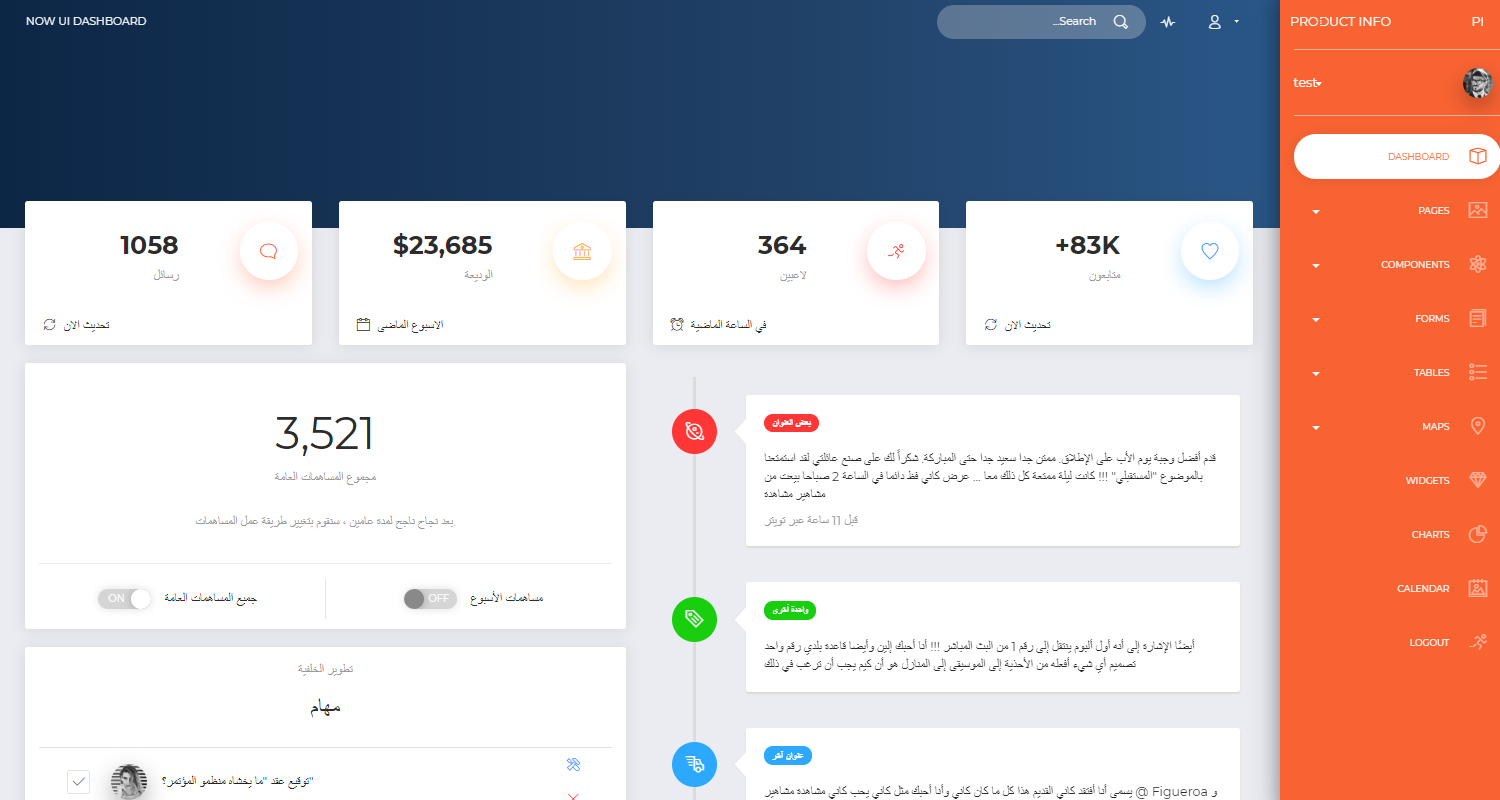 NOW UI DASHBOARD
Search...
PRODUCT INFO
PI
test
DASHBOARD
PAGES
COMPONENTS
FORMS
TABLES
MAPS
WIDGETS
CHARTS
CALENDAR
LOGOUT
1058
رسائل
تحديث الان
$23,685
الوديعة
الاسبوع الماضى
364
لاعبين
في الساعة الماضية
+83K
متابعون
تحديث الان
3,521
مجموع المساهمات العامة
بعد نجاح ناجح لمدة عامين ، سنقوم بتغيير طريقة عمل المساهمات.
جميع المساهمات العامة
ON
مساهمات الأسبوع
OFF
تطوير الخلفية
مهام
توقيع عقد "ما يخشاه منظمو المؤتمر؟"
بعض العنوان
قدم أفضل وجبة يوم الأب على الإطلاق. ممتن جدا سعيد جدا حتى المباركة. شكراً لك على صنع عائلتي لقد استمتعنا
بالموضوع "المستقبلي" !!! كانت ليلة ممتعة كل ذلك معا ... عرض كاني فظ دائما في الساعة 2 صباحا بيعت من
مشاهير مشاهدة
قبل 11 ساعة عبر تويتر
واحدة أخرى
أيضًا الإشارة إلى أنه أول ألبوم ينتقل إلى رقم 1 من البث المباشر !!! أنا أحبك إلين وأيضا قاعدة بلدي رقم واحد
تصميم أي شيء أفعله من الأحذية إلى الموسيقى إلى المنازل هو أن كيم يجب أن ترغب في ذلك
عنوان آخر
و Figueroa @ يسمى أنا أفتقد كاني القديم هذا كل ما كان كاني وأنا أحبك مثل كاني يحب كاني مشاهدة مشاهير